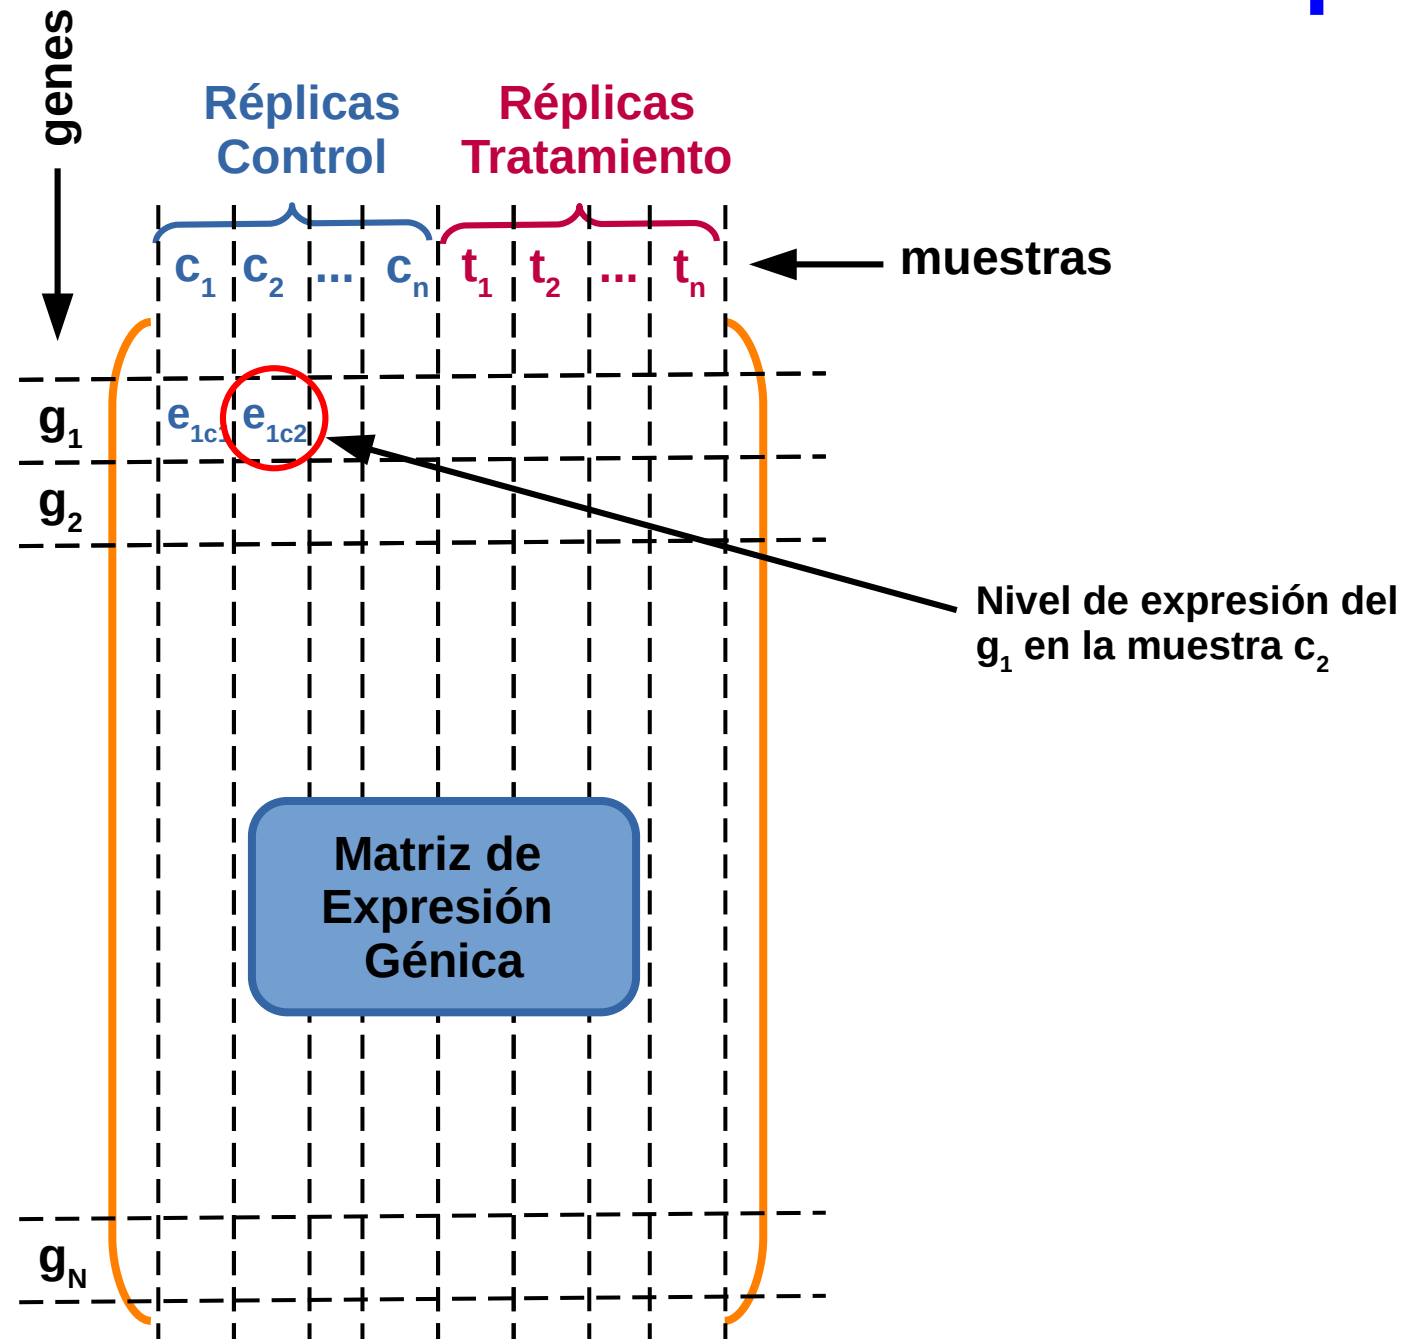 genes
Réplicas
Control
Réplicas
Tratamiento
c1 c2 ... cn t1 t2 ... tn
muestras
g1 e1c1 e1c2
g2
Nivel de expresión del
g1 en la muestra c2
Matriz de
Expresión
Génica
gN